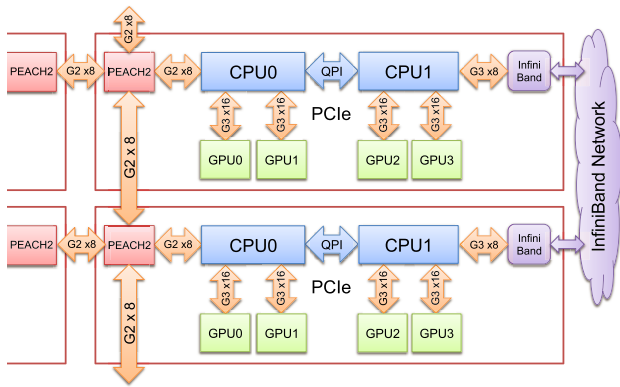 G2 x8
PEACH2
G2 x8
PEACH2
G2 x8
CPU0
QPI
CPU1
G3 x8
Infini
Band
G3 x16
G3 x16
PCIe
G3 x16
G3 x16
G2 x 8
GPU0
GPU1
GPU2
GPU3
InfiniBand Network
PEACH2
G2 x8
PEACH2
G2 x8
CPU0
QPI
CPU1
G3 x8
Infini
Band
G3 x16
G3 x16
PCIe
G3 x16
G3 x16
G2 x 8
GPU0
GPU1
GPU2
GPU3